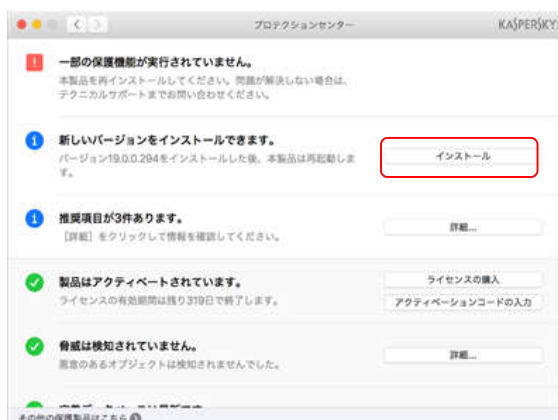 プロテクションセンター
KASPERSKY
一部の保護機能が実行されていません。
本製品を再インストールしてください。問題が解決しない場合は、
テクニカルサポートまでお問い合わせください。
新しいバージョンをインストールできます。
バージョン19.0.0.294をインストールした後、本製品は再起動しま
す。
インストール
推奨項目が3件あります。
［詳細］をクリックして情報を確認してください。
詳細...
製品はアクティベートされています。
ライセンスの有効期間は残り319日で終了します。
ライセンスの購入
アクティベーションコードの入力
脅威は検知されていません。
悪意のあるオブジェクトは検知されませんでした。
詳細...
その他の保護製品はこちら